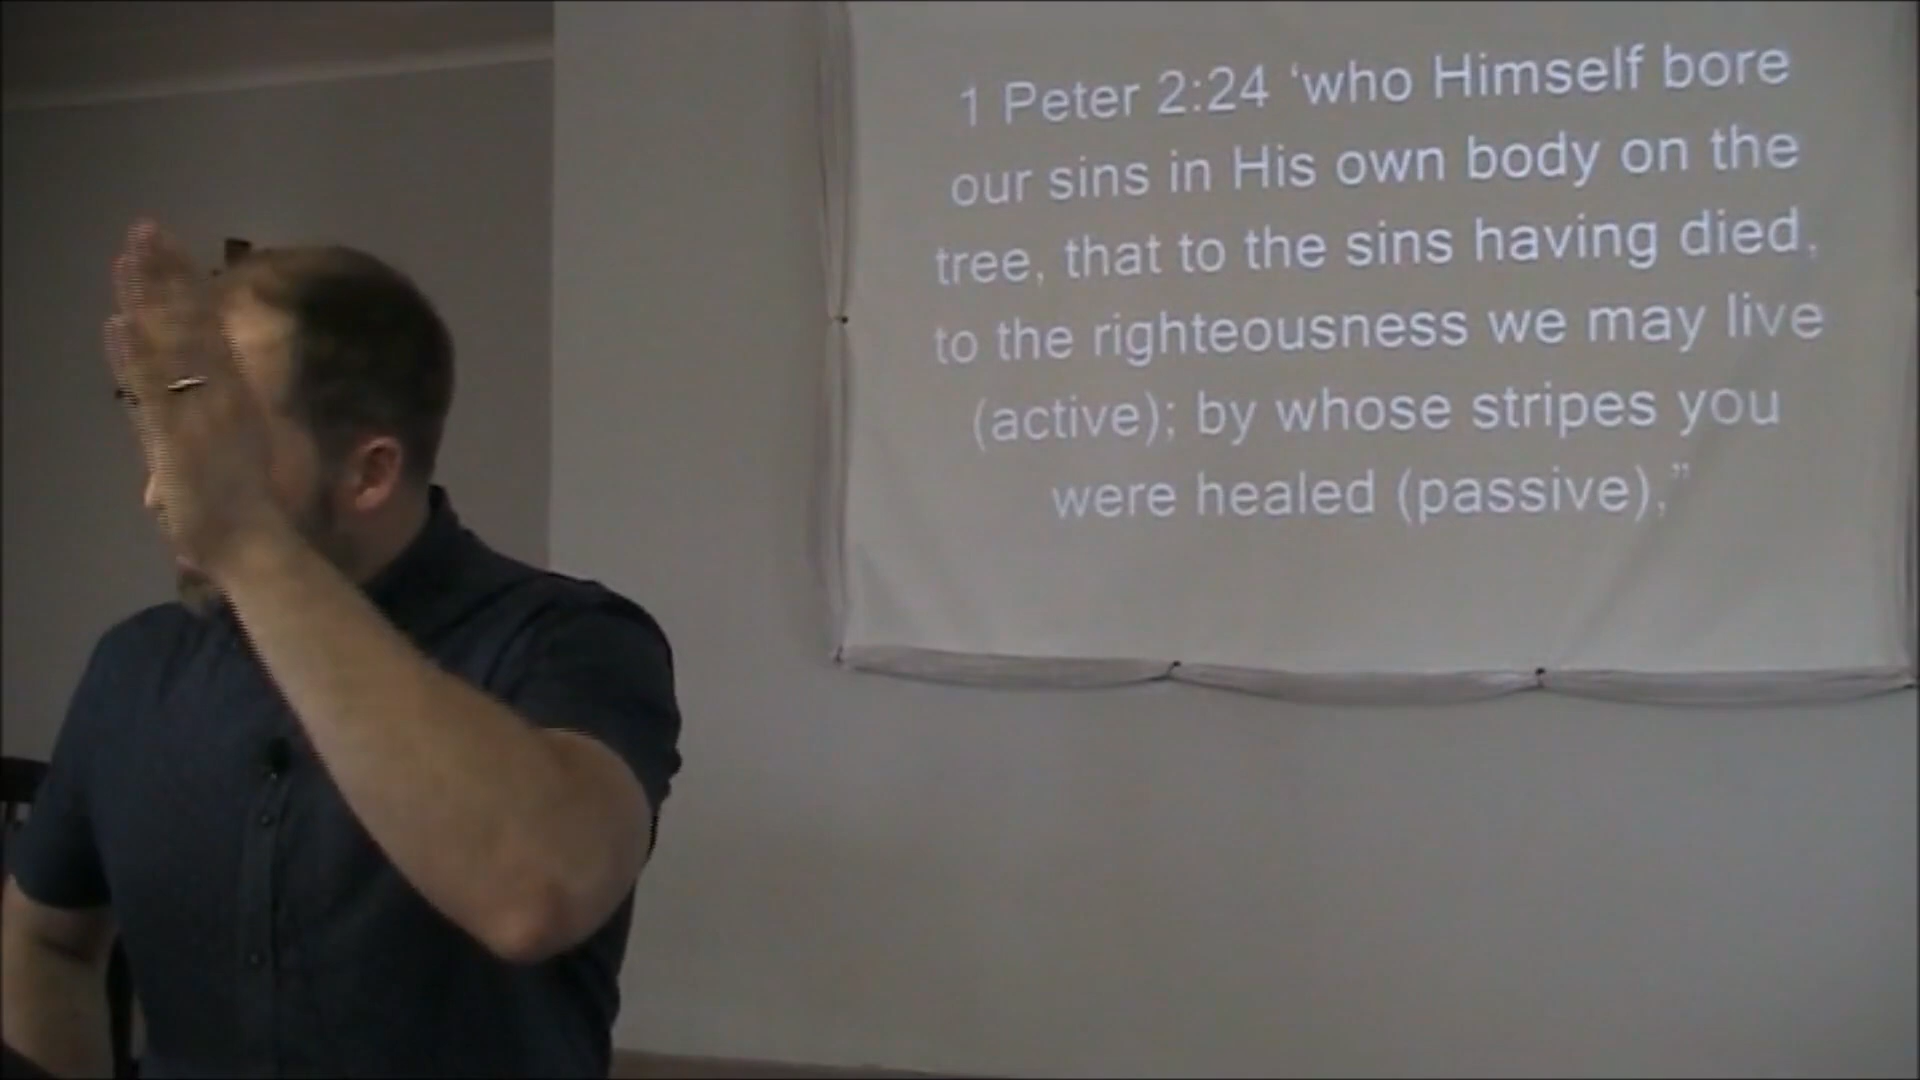 1 Peter 2:24 ‘who Himself bore
our sins in His own body on the
tree, that to the sins having died,
to the righteousness we may live
(active); by whose stripes you
were healed (passive).”